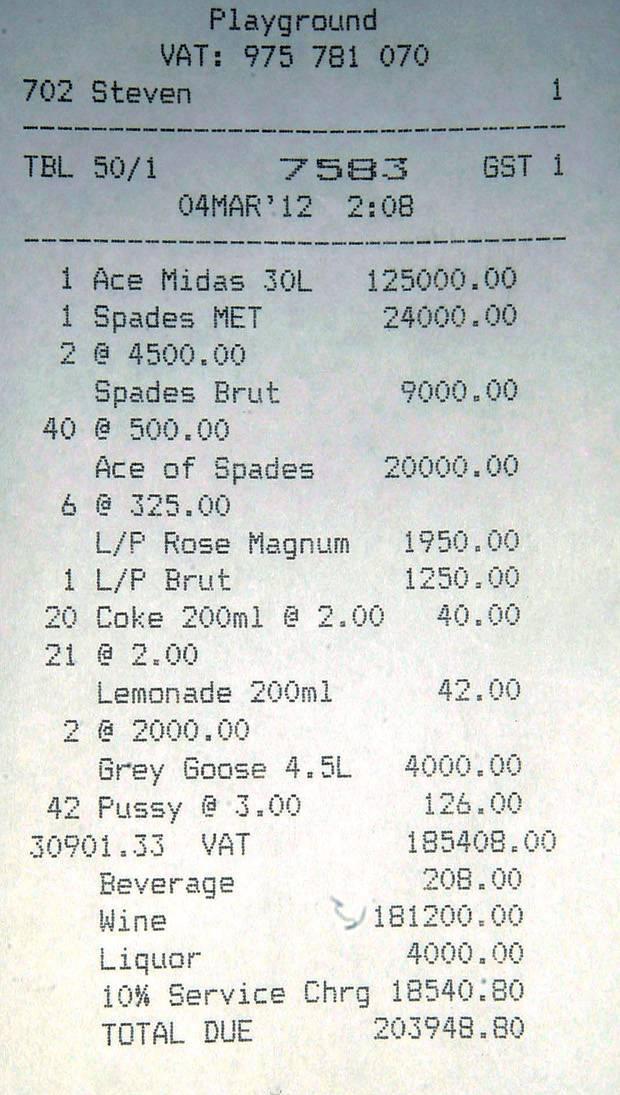 Playground
VAT: 975 781 070
702 Steven 1
TBL 50/1 7583 GST 1
04MAR'12 2:08
1 Ace Midas 30L 125000.00
1 Spades MET 24000.00
2 @ 4500.00
Spades Brut 9000.00
40 @ 500.00
Ace of Spades 20000.00
6 @ 325.00
L/P Rose Magnum 1950.00
1 L/P Brut 1250.00
20 Coke 200ml @ 2.00 40.00
21 @ 2.00
Lemonade 200ml 42.00
2 @ 2000.00
Grey Goose 4.5L 4000.00
42 Pussy @ 3.00 126.00
30901.33 VAT 185408.00
Beverage 208.00
Wine 181200.00
Liquor 4000.00
10% Service Chrg 18540.80
TOTAL DUE 203948.80